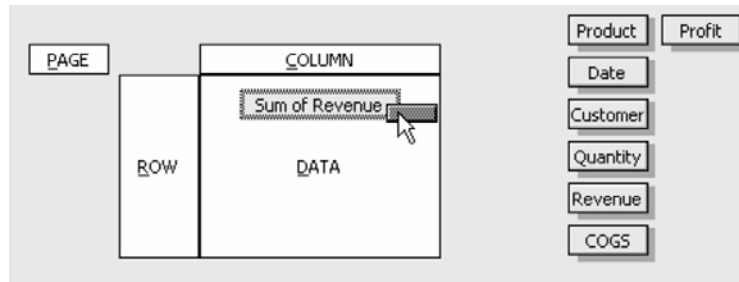 PAGE
COLUMN
Sum of Revenue
ROW
DATA
Product
Profit
Date
Customer
Quantity
Revenue
COGS